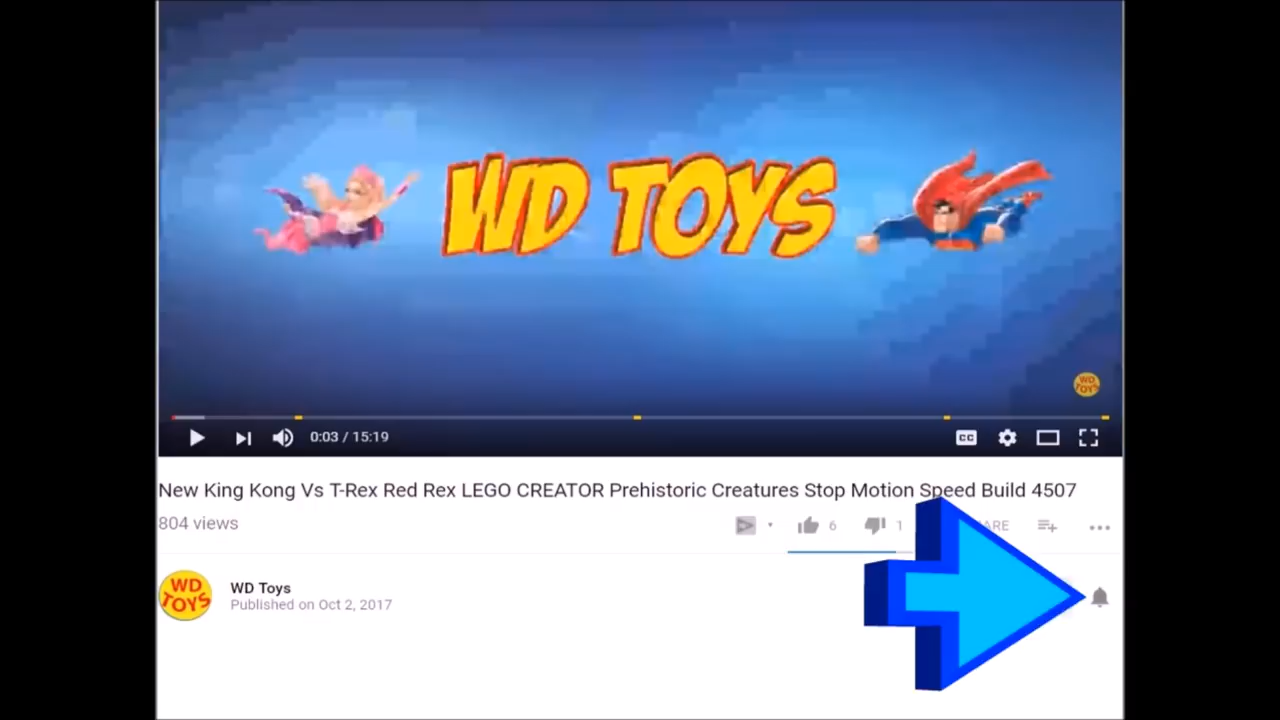 WD TOYS
WD
TOYS
0:03 / 15:19
CC
New King Kong Vs T-Rex Red Rex LEGO CREATOR Prehistoric Creatures Stop Motion Speed Build 4507
804 views
6
1
ARE
WD
TOYS
WD Toys
Published on Oct 2, 2017